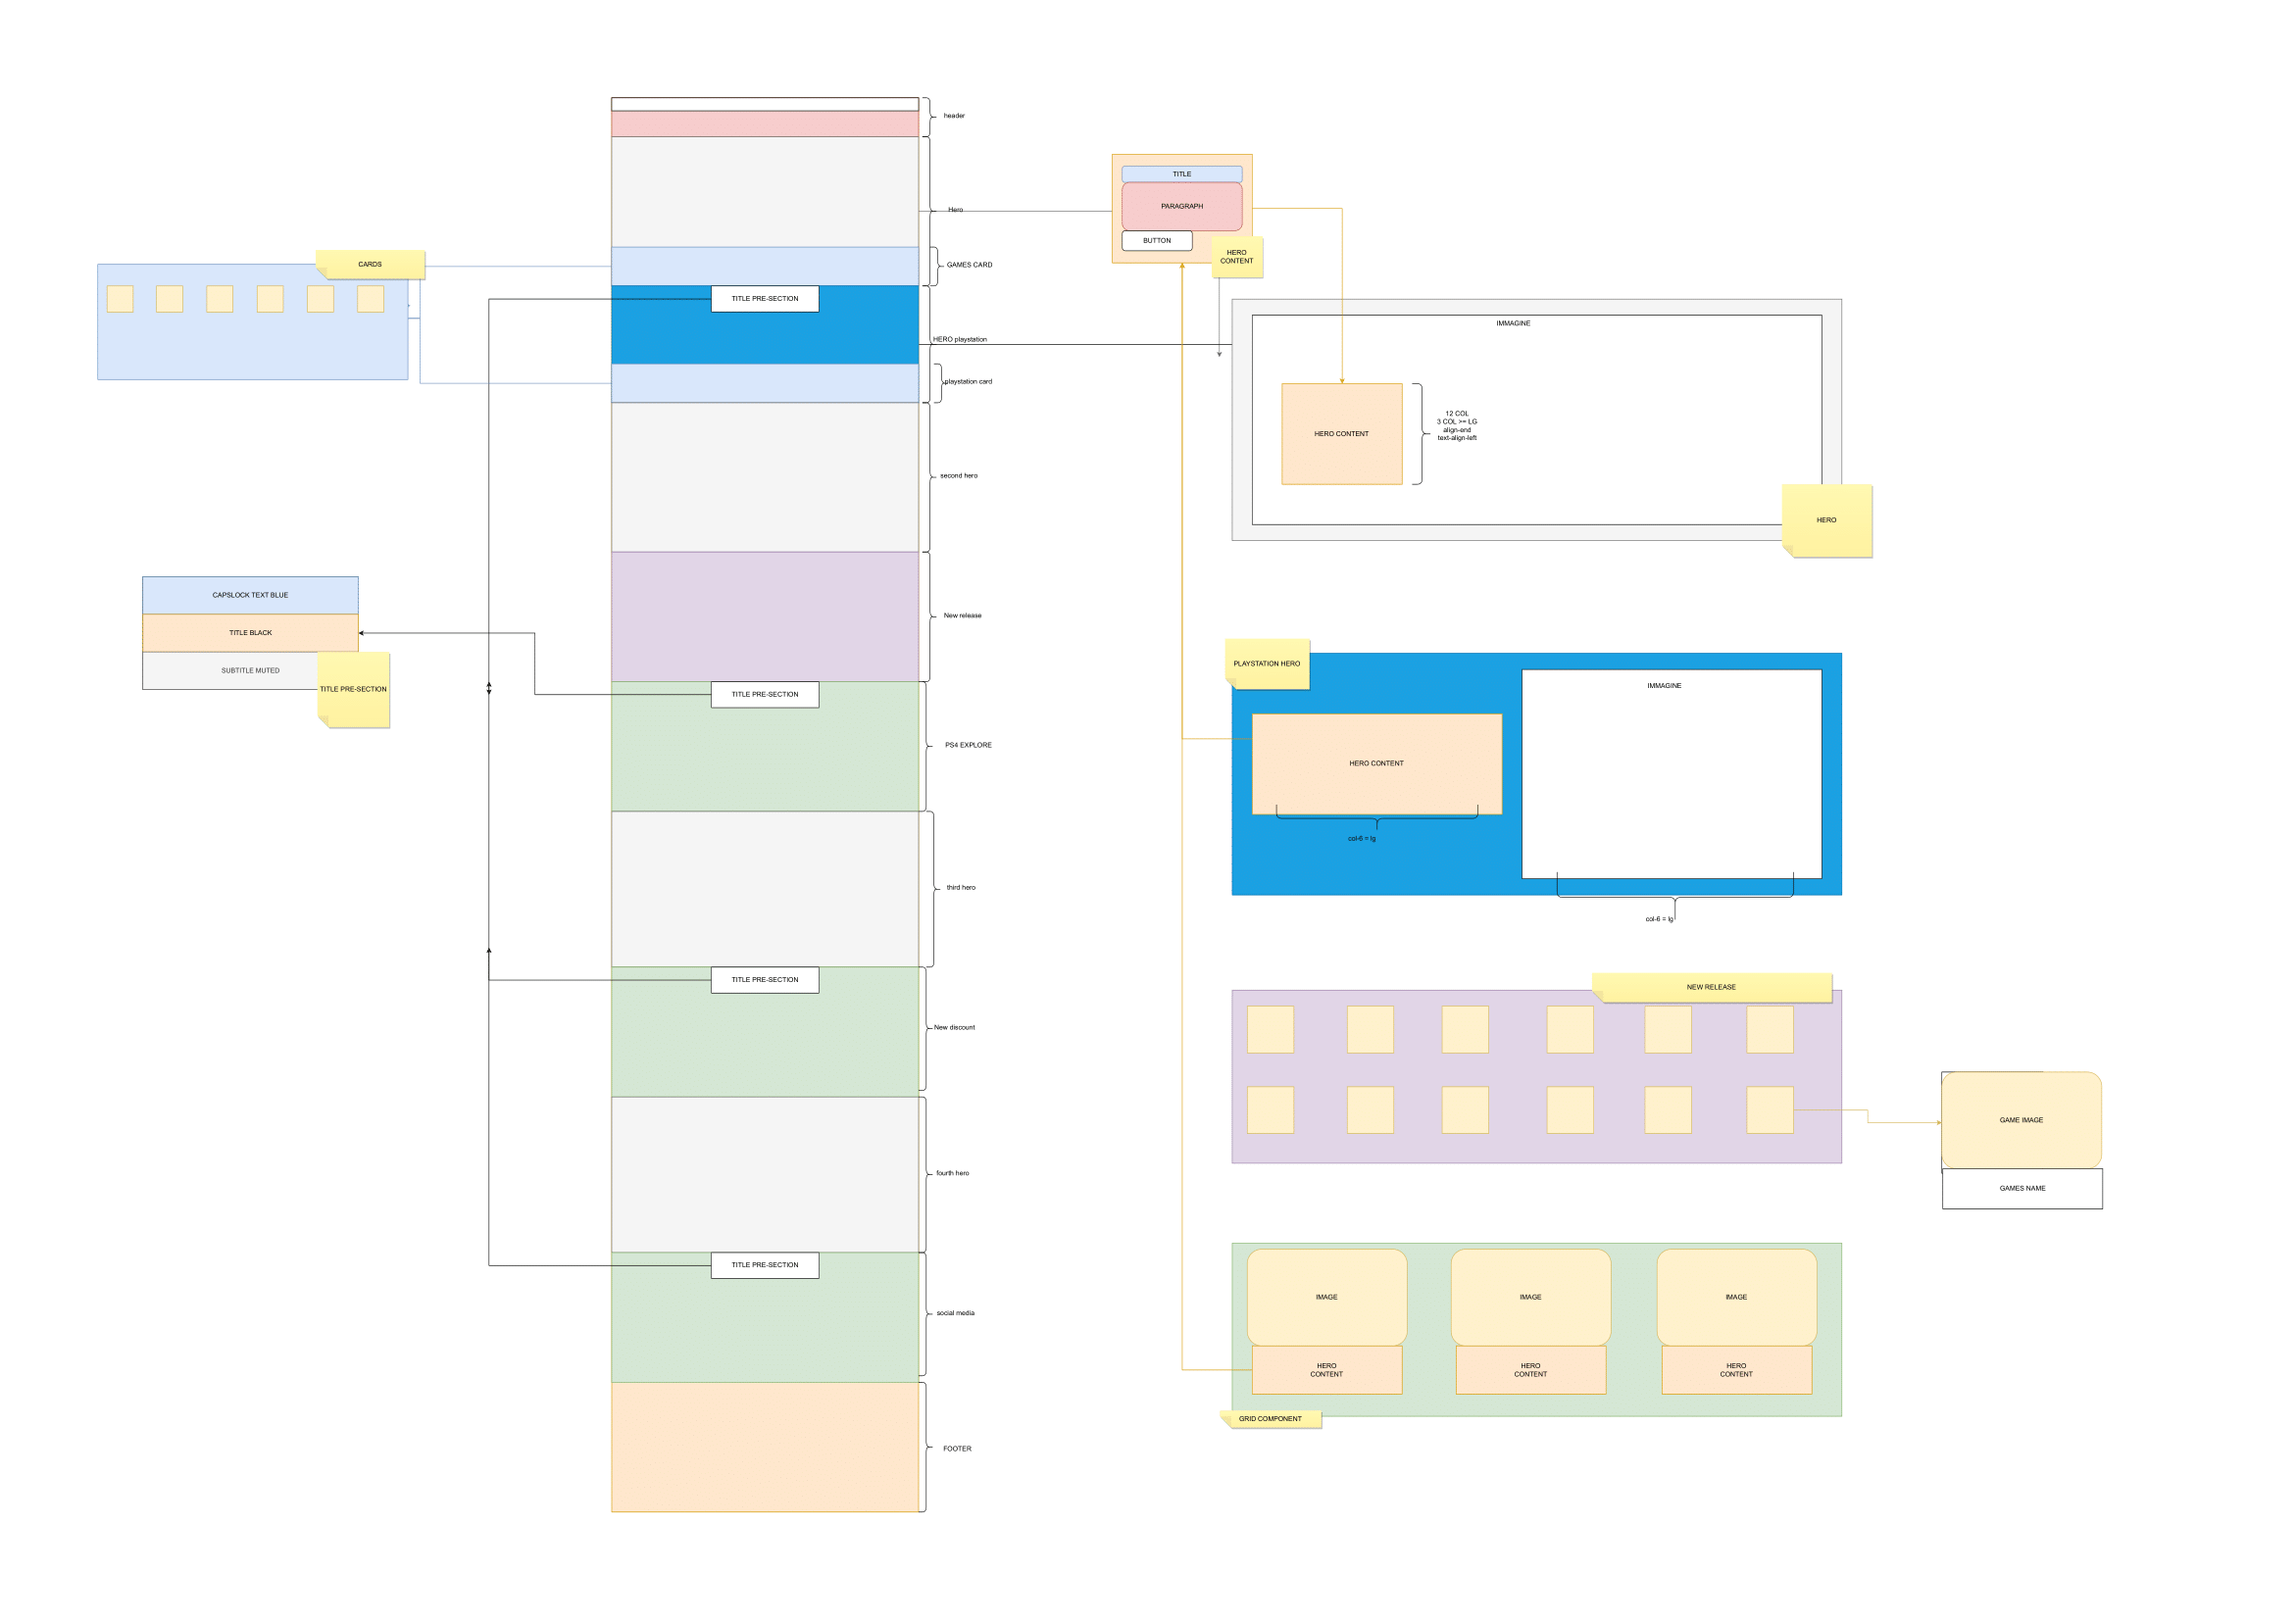 header
TITLE
PARAGRAPH
Hero
BUTTON
HERO
CONTENT
CARDS
GAMES CARD
TITLE PRE-SECTION
IMMAGINE
HERO playstation
playstation card
12 COL
3 COL >= LG
align-end
text-align-left
HERO CONTENT
second hero
HERO
CAPSLOCK TEXT BLUE
New release
TITLE BLACK
SUBTITLE MUTED
TITLE PRE-SECTION
PLAYSTATION HERO
IMMAGINE
TITLE PRE-SECTION
PS4 EXPLORE
HERO CONTENT
col-6 = lg
third hero
col-6 = lg
TITLE PRE-SECTION
NEW RELEASE
New discount
GAME IMAGE
fourth hero
GAMES NAME
TITLE PRE-SECTION
IMAGE
IMAGE
IMAGE
social media
HERO
CONTENT
HERO
CONTENT
HERO
CONTENT
GRID COMPONENT
FOOTER